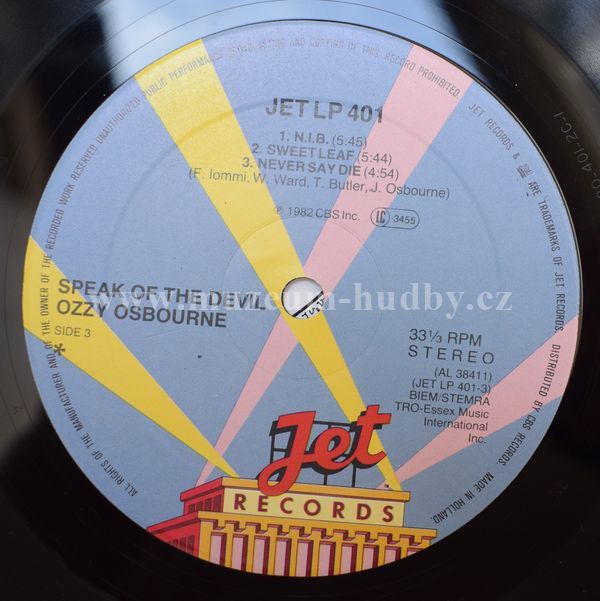 ALL RIGHTS OF THE MANUFACTURER AND OF THE OWNER OF THE RECORDED WORK RESERVED UNAUTHORIZED PUBLIC PERFORMANCE BROADCASTING AND COPYING OF THIS RECORD PROHIBITED.
JET RECORDS & ARE TRADEMARKS OF JET RECORDS. DISTRIBUTED BY CBS RECORDS. MADE IN HOLLAND.
JET LP 401
1. N.I.B. (5:45)
2. SWEET LEAF (5:44)
3. NEVER SAY DIE (4:54)
(F. Iommi, W. Ward, T. Butler, J. Osbourne)
℗ 1982 CBS Inc. LC 3455
SPEAK OF THE DEVIL
OZZY OSBOURNE
SIDE 3
*
www.muzeum-hudby.cz
33⅓ RPM
STEREO
(AL 38411)
(JET LP 401-3)
BIEM/STEMRA
TRO-Essex Music
International
Inc.
Jet
RECORDS